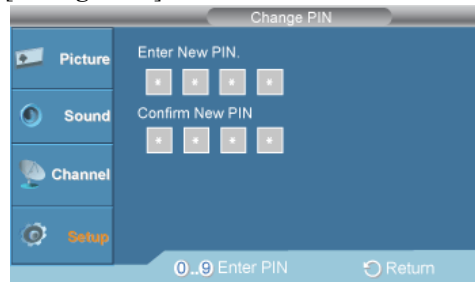 Change PIN
Picture
Enter New PIN.
* * * *
Sound
Confirm New PIN
* * * *
Channel
Setup
0..9 Enter PIN
Return